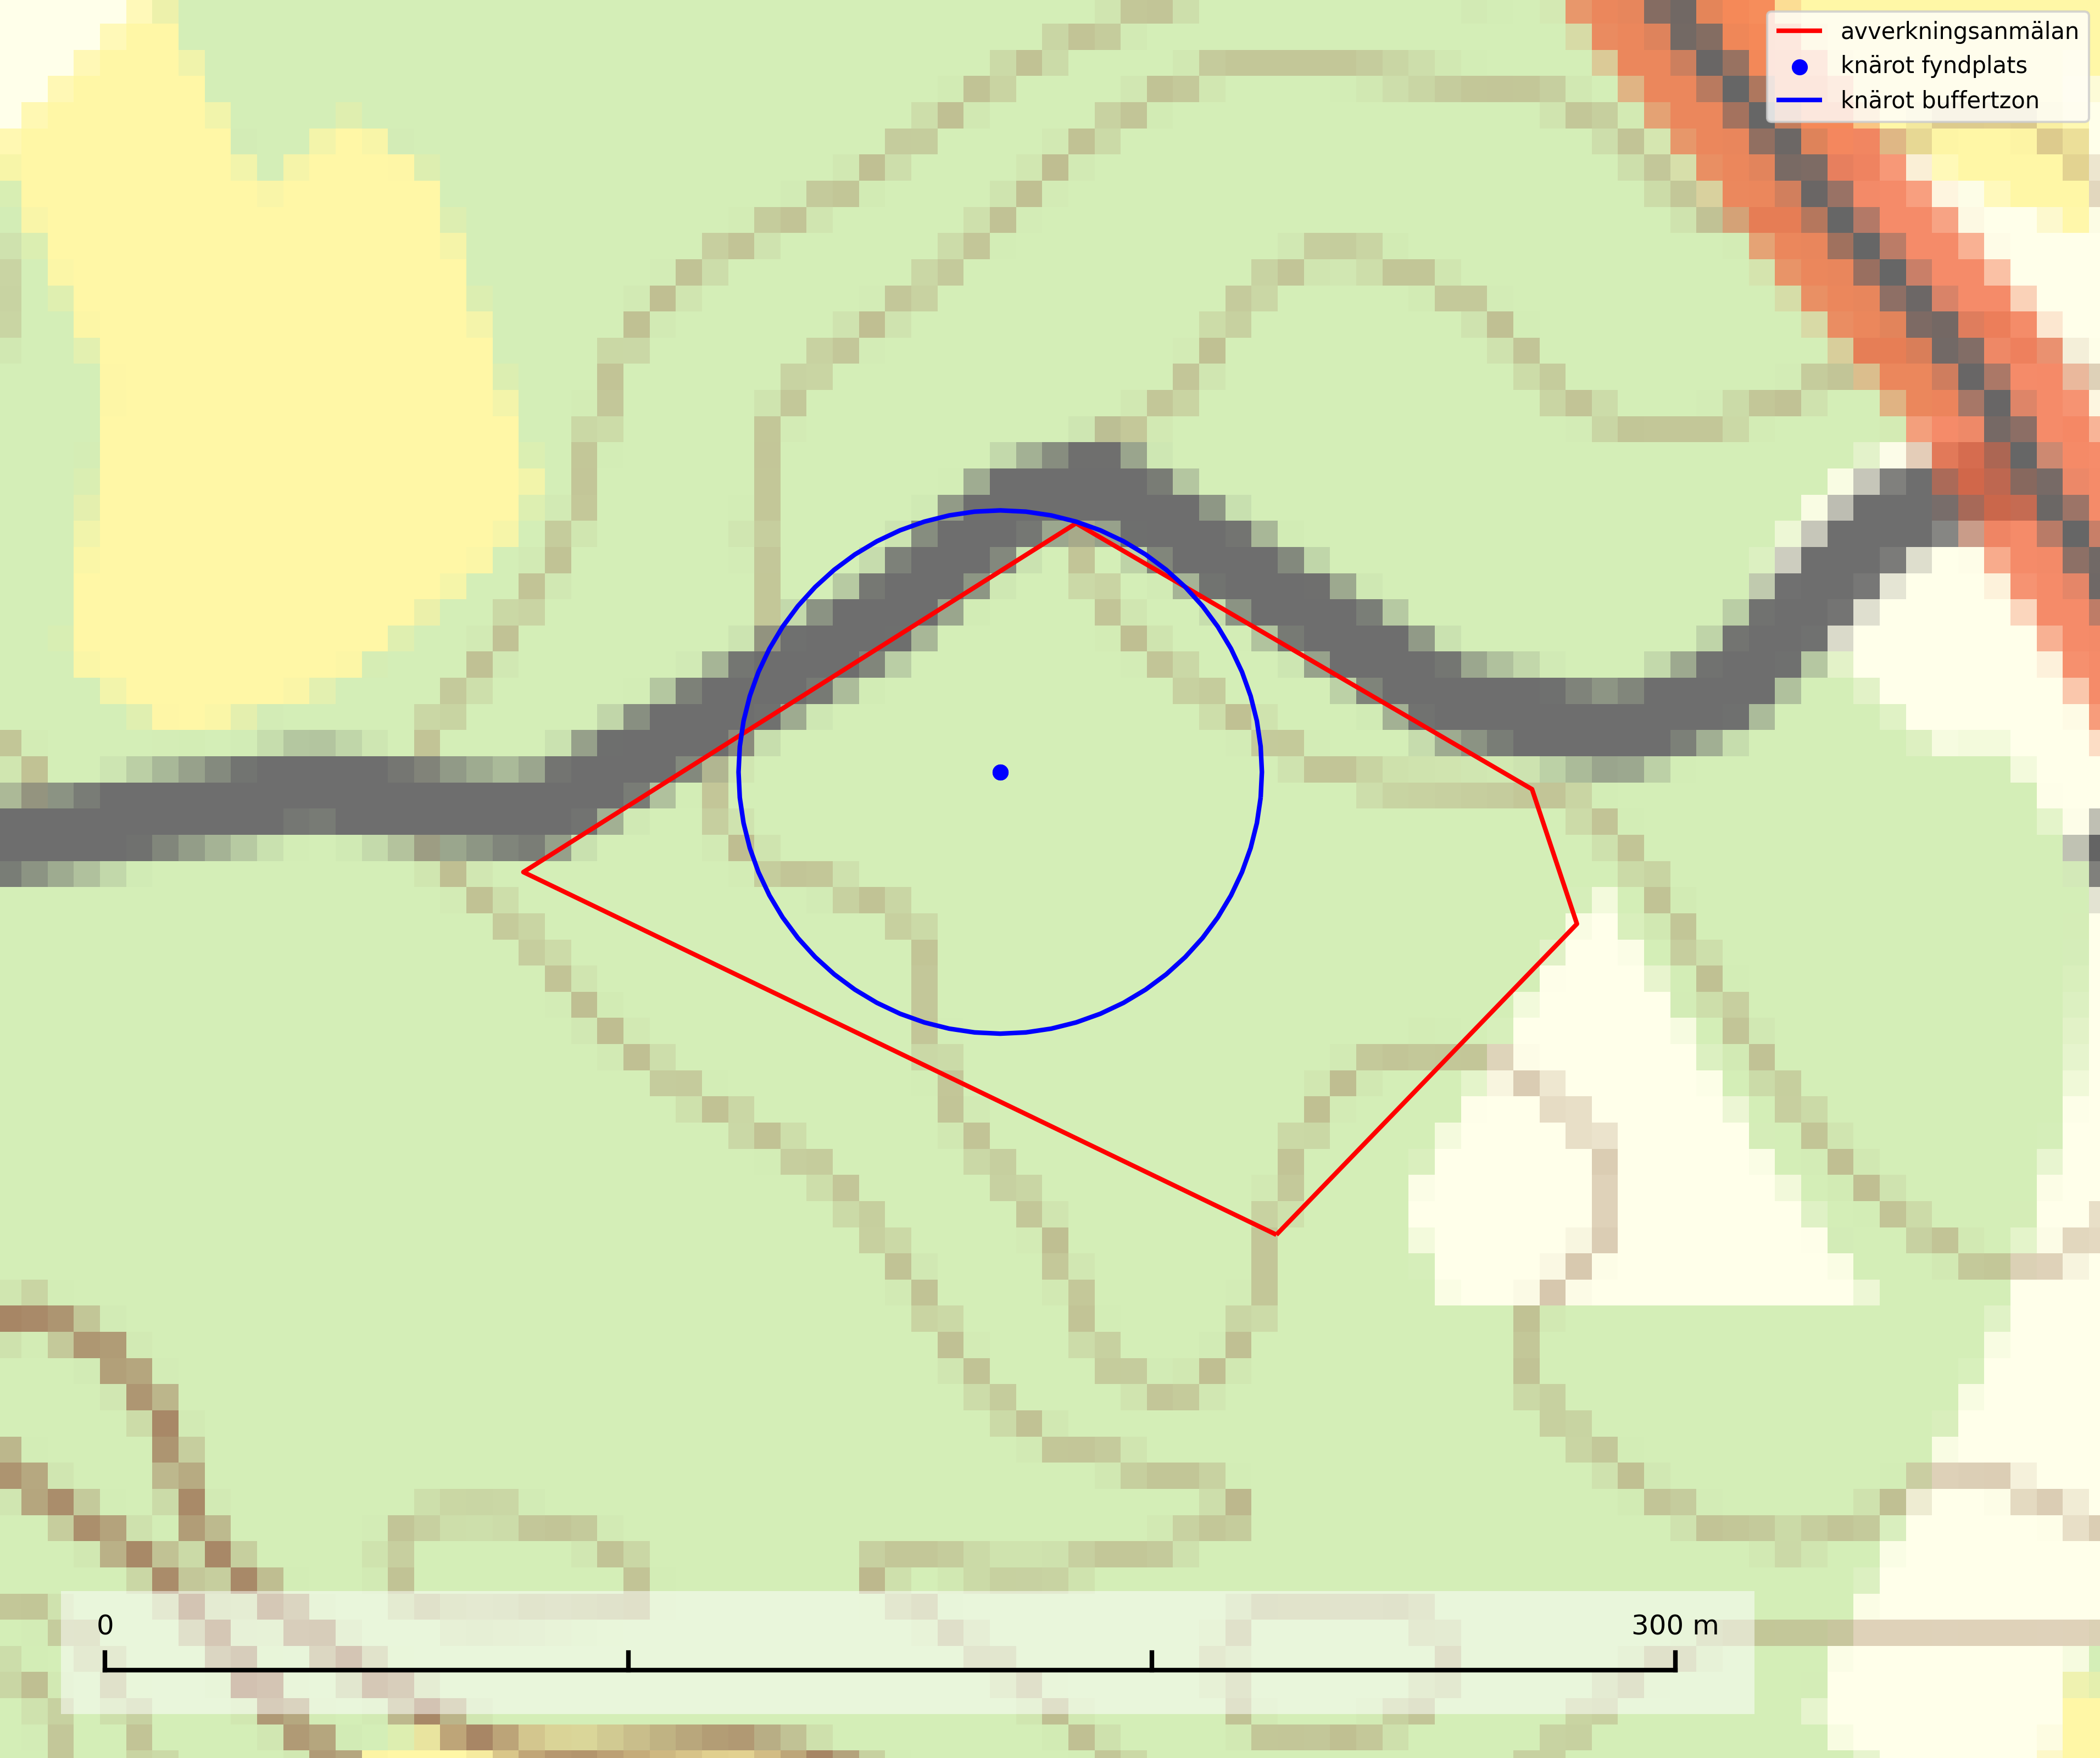 avverkningsanmälan
knärot fyndplats
knärot buffertzon
0
300 m